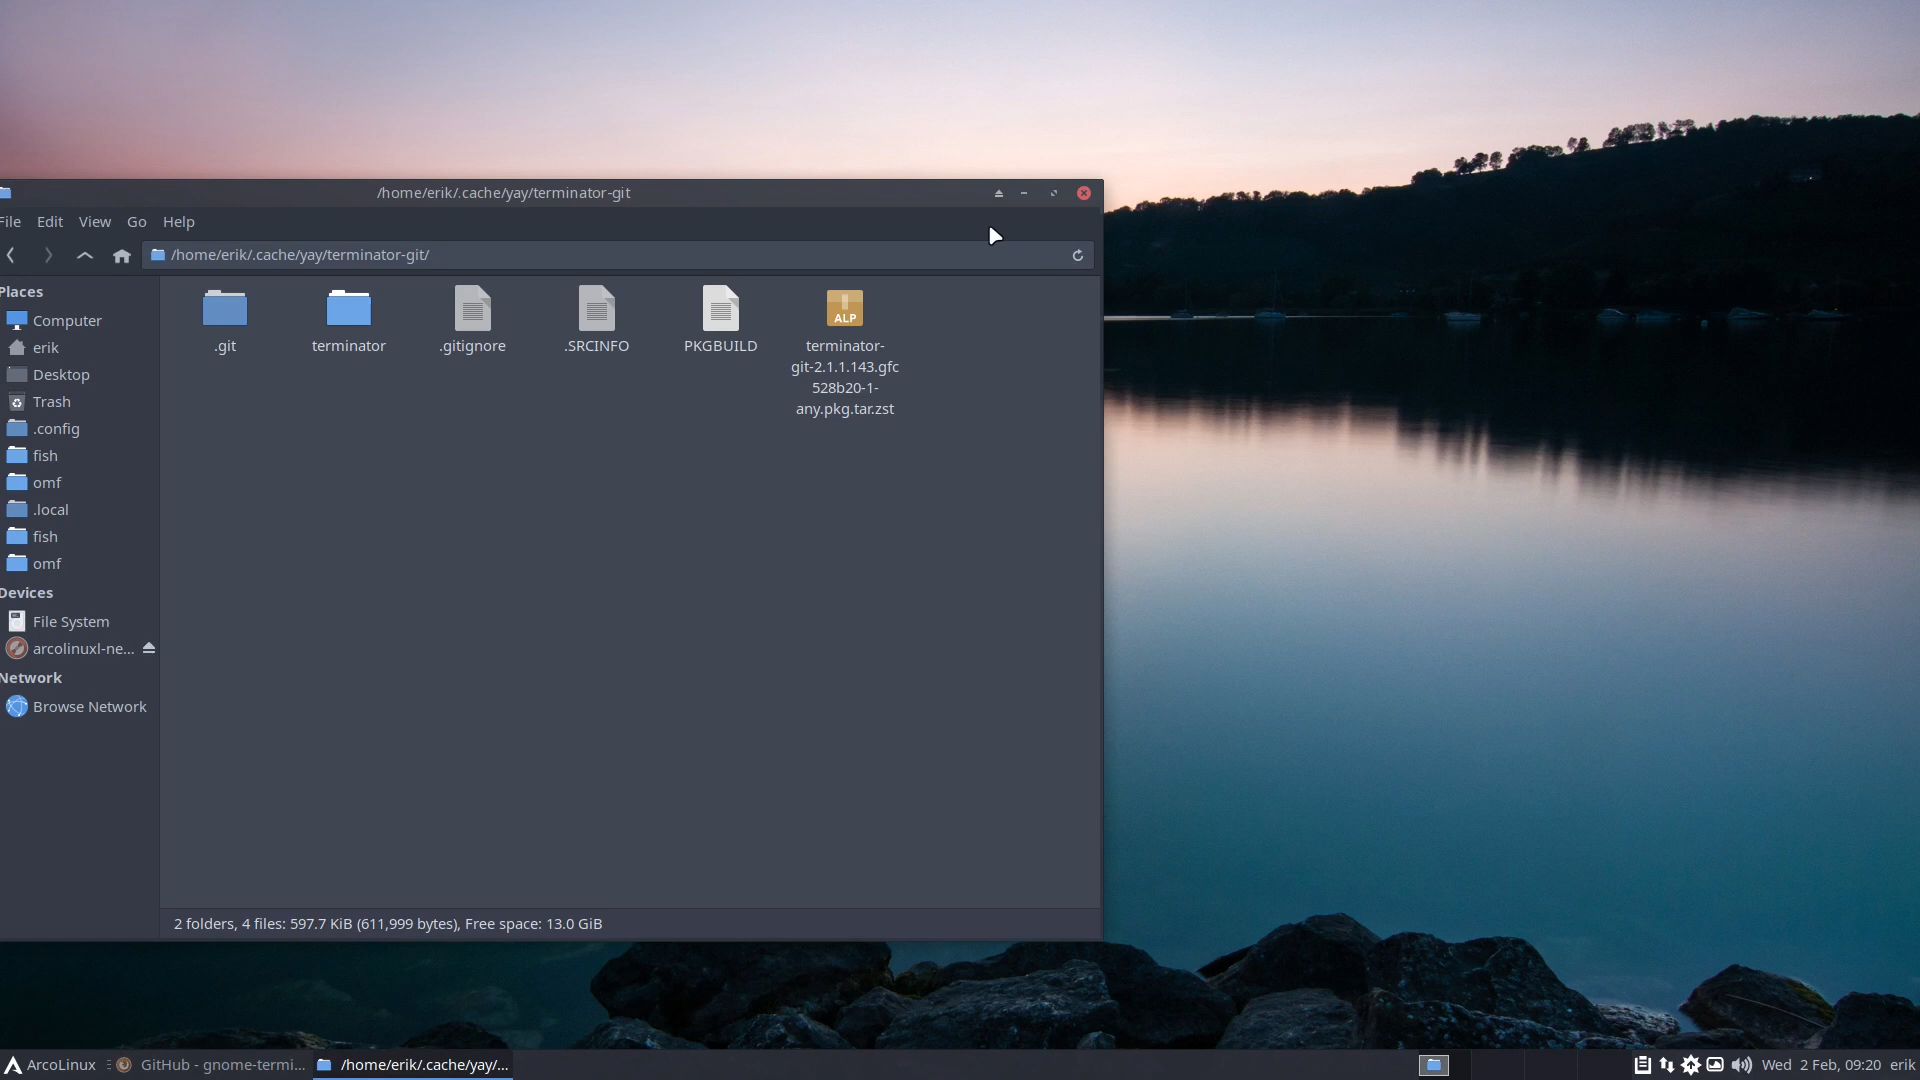 /home/erik/.cache/yay/terminator-git
File Edit View Go Help
/home/erik/.cache/yay/terminator-git/
Places
Computer
erik
Desktop
Trash
.config
fish
omf
.local
fish
omf
Devices
File System
arcolinuxl-ne...
Network
Browse Network
.git
terminator
.gitignore
.SRCINFO
PKGBUILD
ALP
terminator-
git-2.1.1.143.gfc
528b20-1-
any.pkg.tar.zst
2 folders, 4 files: 597.7 KiB (611,999 bytes), Free space: 13.0 GiB
ArcoLinux GitHub - gnome-termi... /home/erik/.cache/yay/... Wed 2 Feb, 09:20 erik